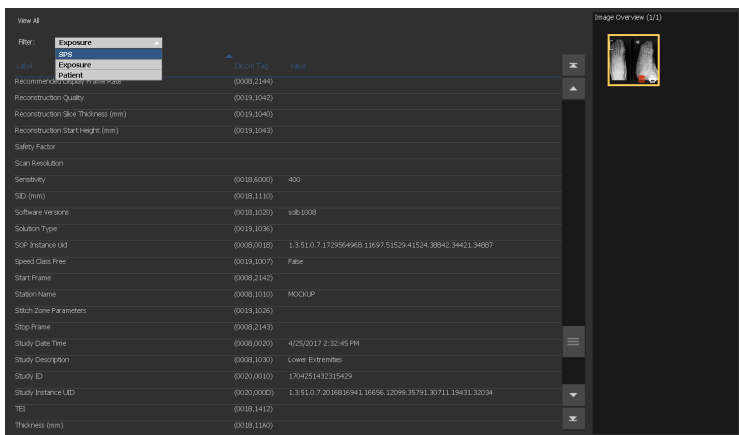 View All
Image Overview (1/1)
Filter: Exposure
SPS
Exposure
Patient
Label Dicom Tag Value
Recommended Display Frame Rate (0008,2144)
Reconstruction Quality (0019,1042)
Reconstruction Slice Thickness (mm) (0019,1040)
Reconstruction Start Height (mm) (0019,1043)
Safety Factor
Scan Resolution
Sensitivity (0018,6000) 400
SID (mm) (0018,1110)
Software Versions (0018,1020) solb1008
Solution Type (0019,1036)
SOP Instance Uid (0008,0018) 1.3.51.0.7.1729564968.11697.51529.41524.38842.34421.34887
Speed Class Free (0019,1007) False
Start Frame (0008,2142)
Station Name (0008,1010) MOCKUP
Stitch Zone Parameters (0019,1026)
Stop Frame (0008,2143)
Study Date Time (0008,0020) 4/25/2017 2:32:45 PM
Study Description (0008,1030) Lower Extremities
Study ID (0020,0010) 1704251432315429
Study Instance UID (0020,000D) 1.3.51.0.7.2016816941.16656.12099.35791.30711.19431.32034
TEI (0018,1412)
Thickness (mm) (0018,11A0)